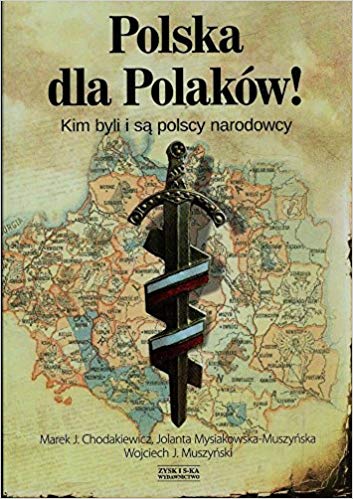 Polska
dla Polaków!
Kim byli i są polscy narodowcy
Marek J. Chodakiewicz, Jolanta Mysiakowska-Muszyńska
Wojciech J. Muszyński
ZYSK I S-KA
WYDAWNICTWO